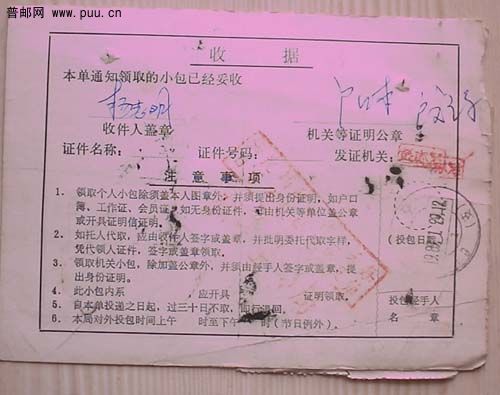 普邮网 www.puu.cn
收 据
本单通知领取的小包已经妥收
杨志明
收件人盖章
机关等证明公章
证件名称：
证件号码：
发证机关：
注意事项
1．领取个人小包除须盖本人图章外，并须提出身份证明，如户口
簿、工作证、会员证，如无身份证件，可由机关等单位盖公章
或开具证明信证明。
2．如托人代取，应由收件人签字或盖章，并批明委托代取字样，
凭代领人证件，签字或盖章领取。
3．领取机关小包，除加盖公章外，并须由经手人签字或盖章，提
出身份证明。
4．此小包内系 应开具 证明领取。
5．自本单投递之日起，过三十日不取，即行退回。
6．本局对外投包时间上午 时至下午 时（节日例外）。
（投包日
投包经手人
名 章